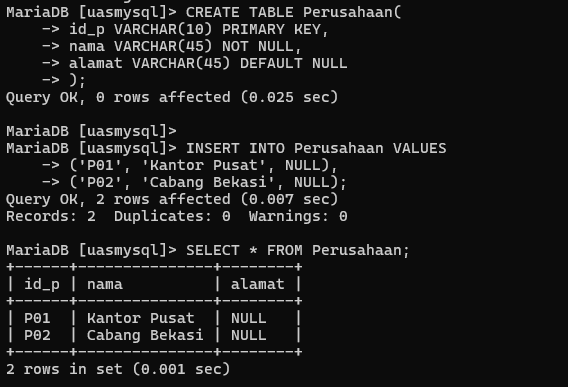 MariaDB [uasmysql]> CREATE TABLE Perusahaan(
    -> id_p VARCHAR(10) PRIMARY KEY,
    -> nama VARCHAR(45) NOT NULL,
    -> alamat VARCHAR(45) DEFAULT NULL
    -> );
Query OK, 0 rows affected (0.025 sec)

MariaDB [uasmysql]>
MariaDB [uasmysql]> INSERT INTO Perusahaan VALUES
    -> ('P01', 'Kantor Pusat', NULL),
    -> ('P02', 'Cabang Bekasi', NULL);
Query OK, 2 rows affected (0.007 sec)
Records: 2  Duplicates: 0  Warnings: 0

MariaDB [uasmysql]> SELECT * FROM Perusahaan;
+------+---------------+--------+
| id_p | nama          | alamat |
+------+---------------+--------+
| P01  | Kantor Pusat  | NULL   |
| P02  | Cabang Bekasi | NULL   |
+------+---------------+--------+
2 rows in set (0.001 sec)